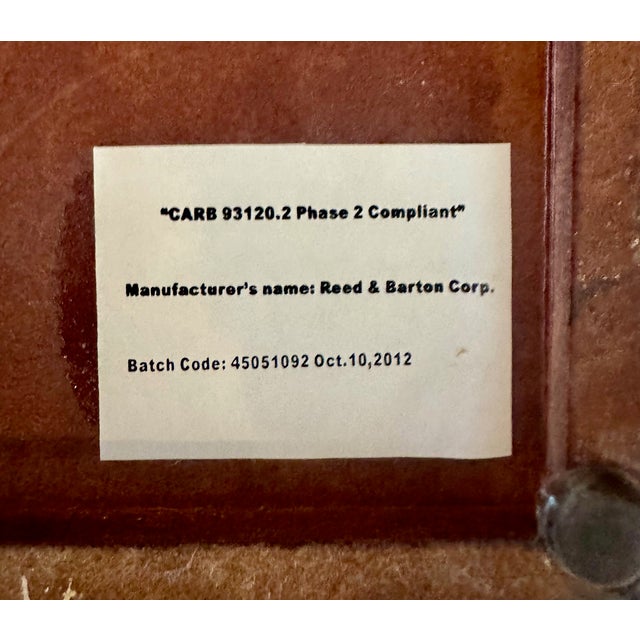 "CARB 93120.2 Phase 2 Compliant"
Manufacturer's name: Reed & Barton Corp.
Batch Code: 45051092 Oct.10,2012